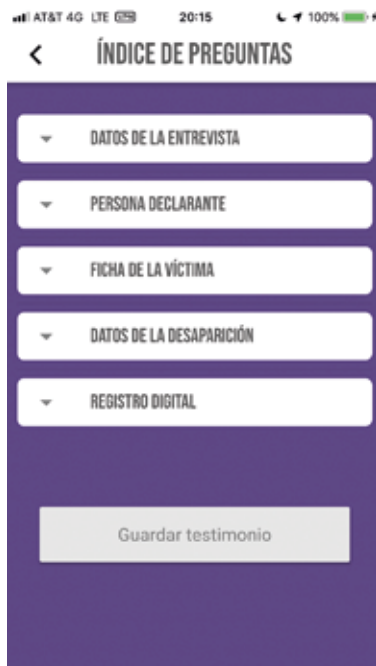 AT&T 4G LTE 20:15 100%
ÍNDICE DE PREGUNTAS
DATOS DE LA ENTREVISTA
PERSONA DECLARANTE
FICHA DE LA VÍCTIMA
DATOS DE LA DESAPARICIÓN
REGISTRO DIGITAL
Guardar testimonio